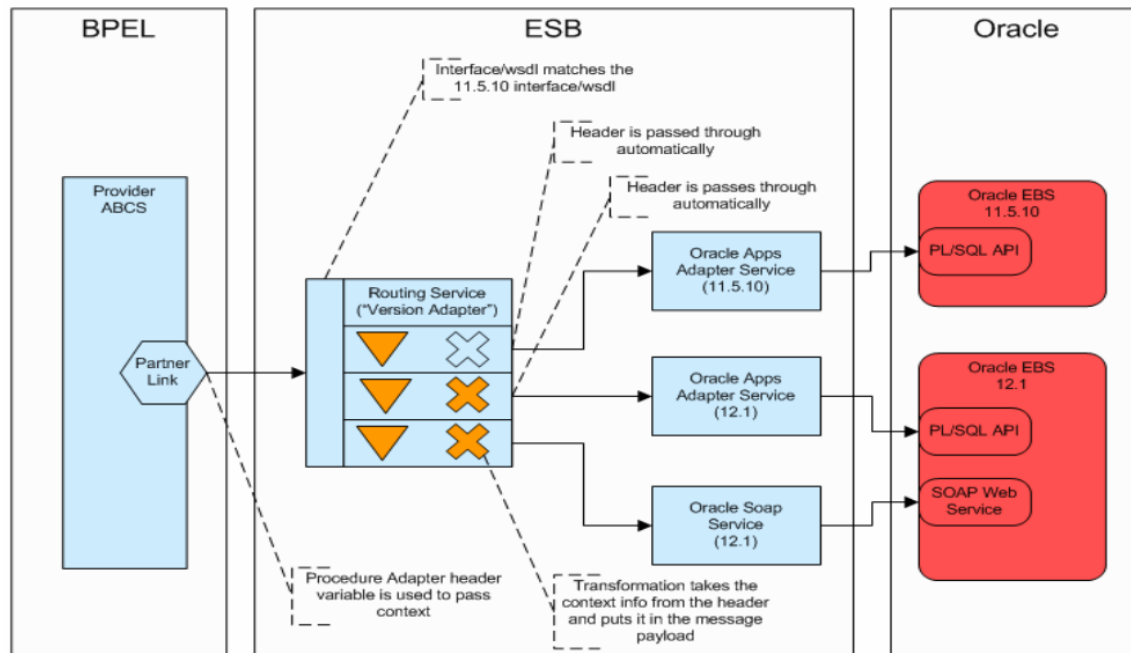 BPEL
ESB
Oracle
Interface/wsdl matches the
11.5.10 interface/wsdl
Header is passed through
automatically
Header is passes through
automatically
Provider
ABCS
Partner
Link
Routing Service
("Version Adapter")
Oracle Apps
Adapter Service
(11.5.10)
Oracle Apps
Adapter Service
(12.1)
Oracle Soap
Service
(12.1)
Oracle EBS
11.5.10
PL/SQL API
Oracle EBS
12.1
PL/SQL API
SOAP Web
Service
Procedure Adapter header
variable is used to pass
context
Transformation takes the
context info from the header
and puts it in the message
payload